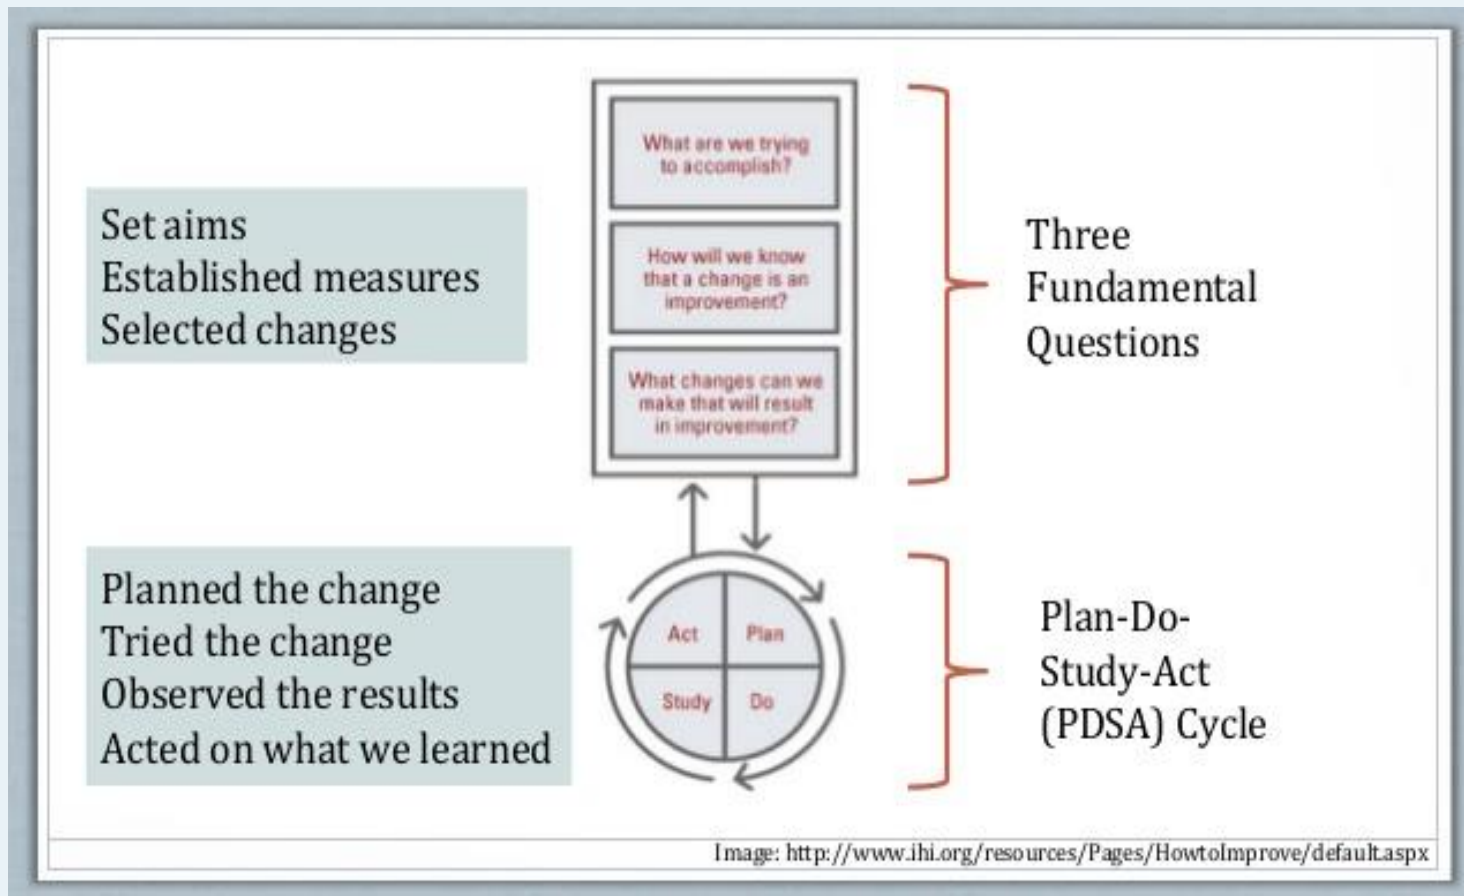 What are we trying
to accomplish?
How will we know
that a change is an
improvement?
What changes can we
make that will result
in improvement?
Set aims
Established measures
Selected changes
Three
Fundamental
Questions
Act
Plan
Study
Do
Planned the change
Tried the change
Observed the results
Acted on what we learned
Plan-Do-
Study-Act
(PDSA) Cycle
Image: http://www.ihi.org/resources/Pages/HowtoImprove/default.aspx